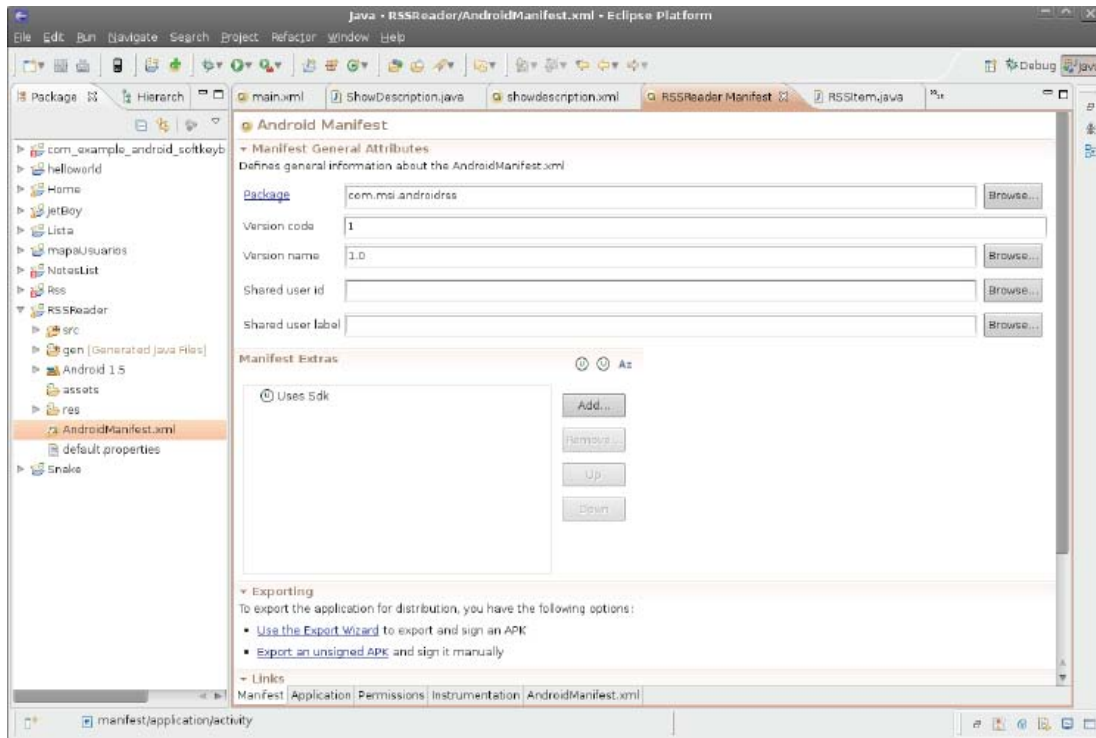 Java - RSSReader/AndroidManifest.xml - Eclipse Platform
File Edit Run Navigate Search Project Refactor Window Help
Debug Java
Package Hierarch
main.xml ShowDescription.java showdescription.xml RSSReader Manifest RSSItem.java
com_example_android_softkeyb
helloworld
Home
JetBoy
Lista
mapaUsuarios
NotesList
Rss
RSSReader
src
gen [Generated Java Files]
Android 1.5
assets
res
AndroidManifest.xml
default.properties
Snake
Android Manifest
Manifest General Attributes
Defines general information about the AndroidManifest.xml
Package com.msi.androidrss Browse...
Version code 1
Version name 1.0 Browse...
Shared user id Browse...
Shared user label Browse...
Manifest Extras
U U Az
U Uses Sdk
Add...
Remove...
Up
Down
Exporting
To export the application for distribution, you have the following options:
Use the Export Wizard to export and sign an APK
Export an unsigned APK and sign it manually
Links
Manifest Application Permissions Instrumentation AndroidManifest.xml
manifest/application/activity